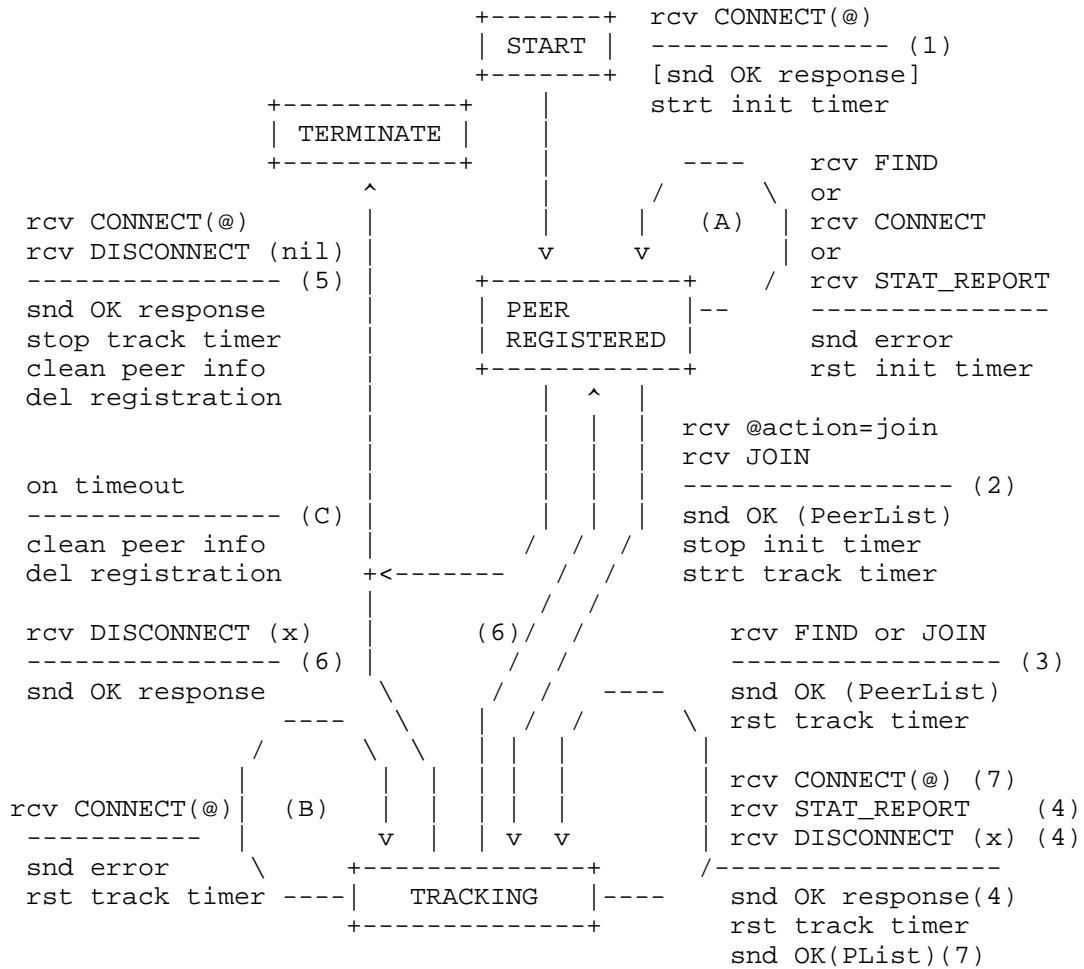 +-------+  rcv CONNECT(@)
| START |  --------------- (1)
+-------+  [snd OK response]
+-----------+    |      strt init timer
| TERMINATE |    |
+-----------+    |        ----     rcv FIND
^          |      /      \  or
rcv CONNECT(@)          |          |     |   (A)  | rcv CONNECT
rcv DISCONNECT (nil)    |          v     v        | or
---------------- (5)    |      +------------+    /  rcv STAT_REPORT
snd OK response         |      | PEER       |--     ---------------
stop track timer        |      | REGISTERED |       snd error
clean peer info         |      +------------+       rst init timer
del registration        |          |  ^  |
|          |  |  |  rcv @action=join
|          |  |  |  rcv JOIN
on timeout              |          |  |  |  ----------------- (2)
---------------- (C)    |          |  |  |  snd OK (PeerList)
clean peer info         |         /  /  /   stop init timer
del registration        +<-------   /  /    strt track timer
|          /  /
rcv DISCONNECT (x)      |      (6)/  /         rcv FIND or JOIN
---------------- (6)    |        /  /          ----------------- (3)
snd OK response          \      /  /   ----    snd OK (PeerList)
----    \    |  /  /      \   rst track timer
/      \ \   | |  |        |
|        | |  | |  |        | rcv CONNECT(@) (7)
rcv CONNECT(@)|  (B)   | |  | |  |        | rcv STAT_REPORT    (4)
-----------  |        v |  | v  v        | rcv DISCONNECT (x) (4)
snd error     \      +--------------+      /------------------
rst track timer ----|   TRACKING   |----    snd OK response(4)
+--------------+        rst track timer
snd OK(PList)(7)